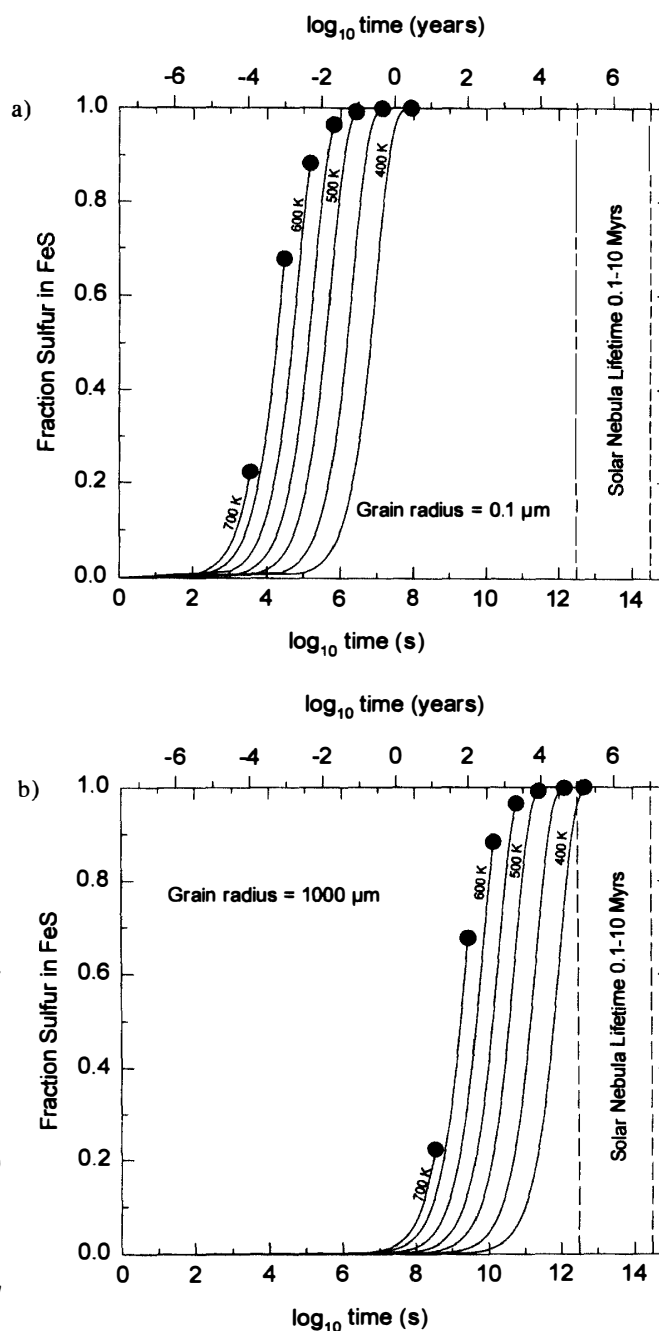 log10 time (years)
-6 -4 -2 0 2 4 6
a)
1.0
0.8
0.6
0.4
0.2
0.0
Fraction Sulfur in FeS
700 K
600 K
500 K
400 K
Grain radius = 0.1 µm
Solar Nebula Lifetime 0.1-10 Myrs
0 2 4 6 8 10 12 14
log10 time (s)
log10 time (years)
-6 -4 -2 0 2 4 6
b)
1.0
0.8
0.6
0.4
0.2
0.0
Fraction Sulfur in FeS
Grain radius = 1000 µm
700 K
600 K
500 K
400 K
Solar Nebula Lifetime 0.1-10 Myrs
0 2 4 6 8 10 12 14
log10 time (s)